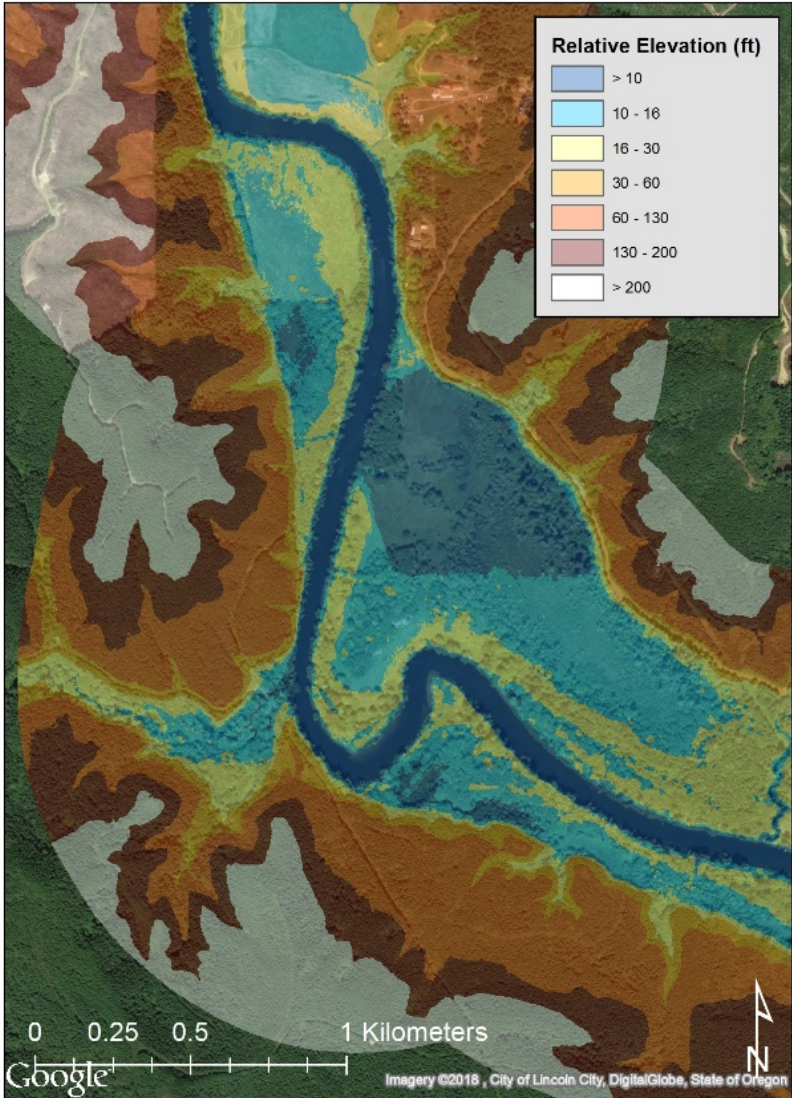 Relative Elevation (ft)
> 10
10 - 16
16 - 30
30 - 60
60 - 130
130 - 200
> 200
0 0.25 0.5 1 Kilometers
N
Google
Imagery ©2018 , City of Lincoln City, DigitalGlobe, State of Oregon